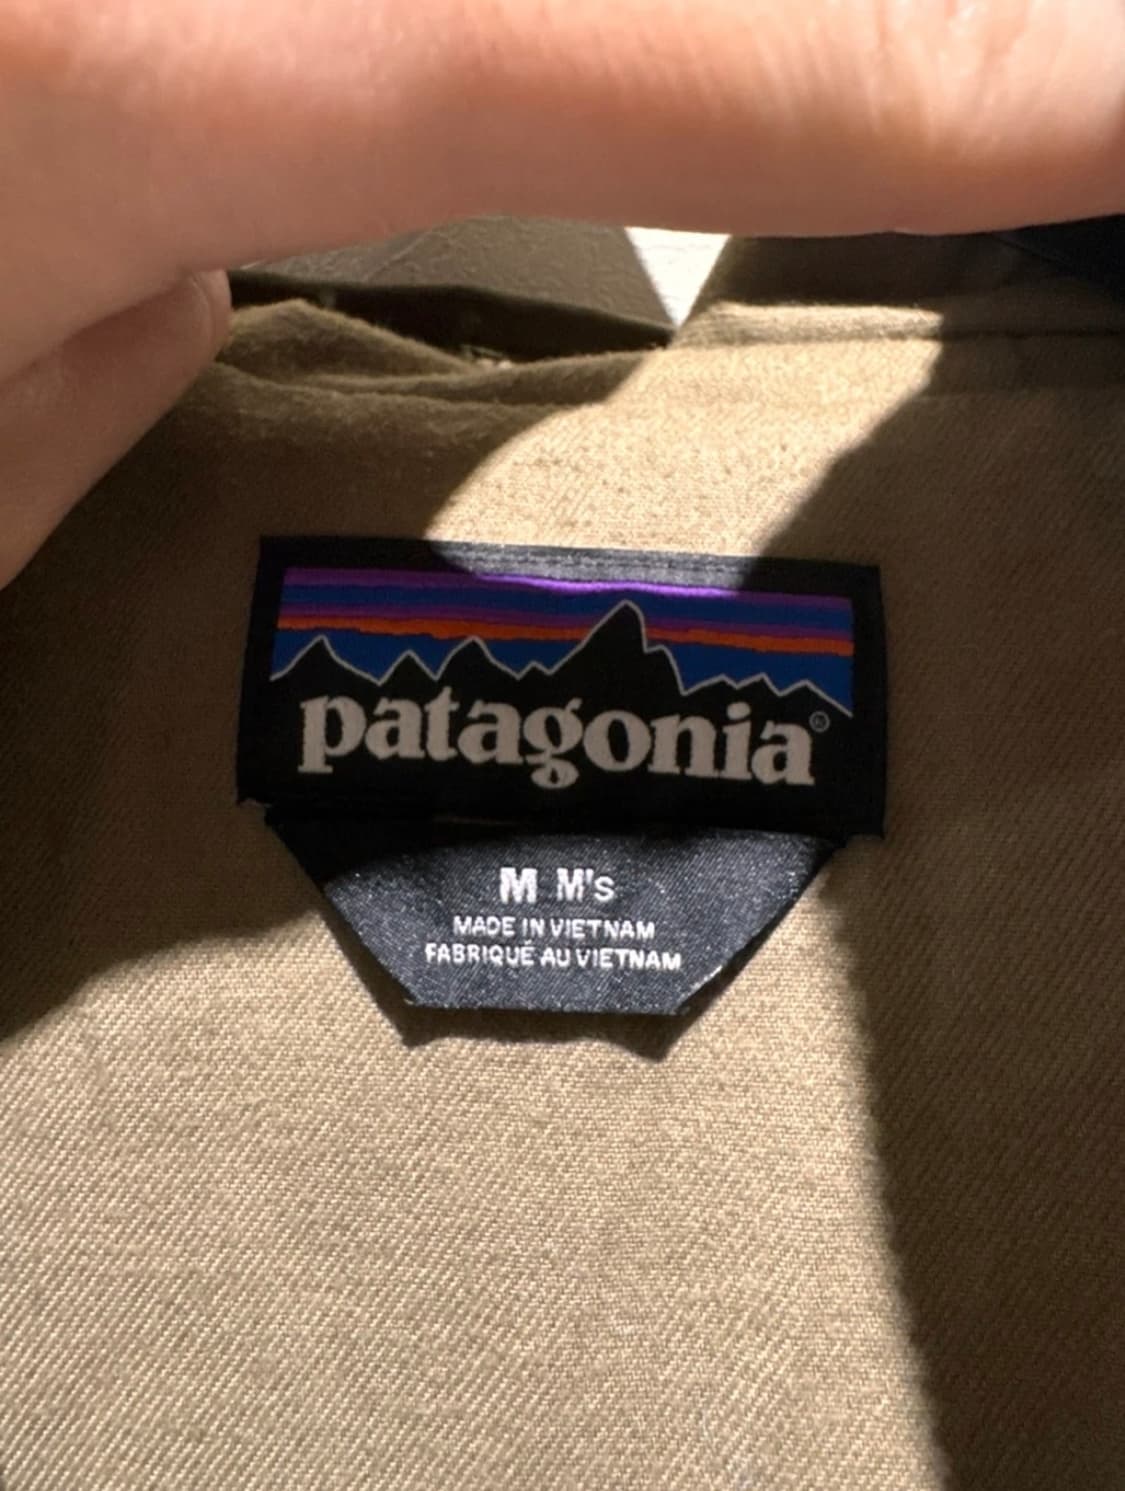 patagonia®
M M's
MADE IN VIETNAM
FABRIQUÉ AU VIETNAM